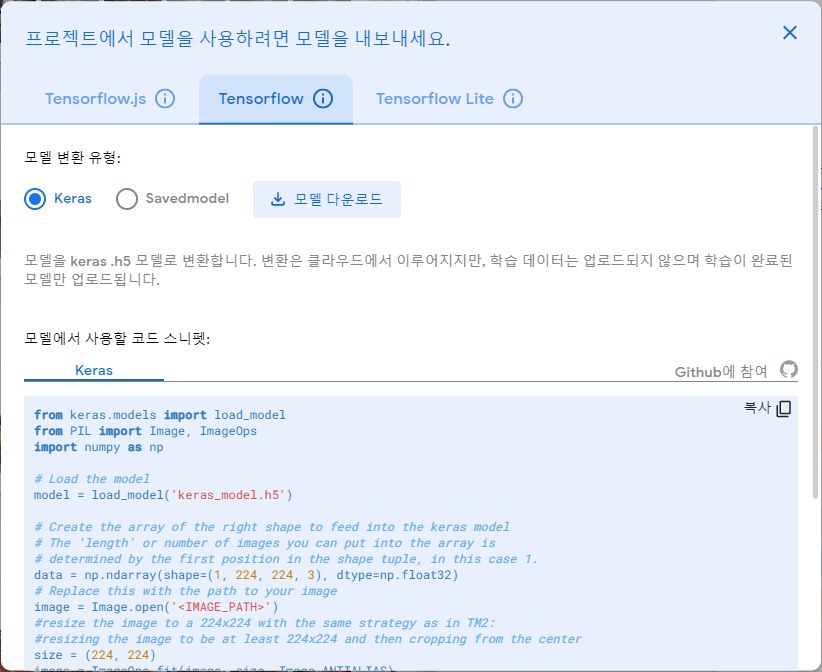 프로젝트에서 모델을 사용하려면 모델을 내보내세요.
Tensorflow.js Tensorflow Tensorflow Lite
모델 변환 유형:
Keras Savedmodel 모델 다운로드
모델을 keras .h5 모델로 변환합니다. 변환은 클라우드에서 이루어지지만, 학습 데이터는 업로드되지 않으며 학습이 완료된
모델만 업로드됩니다.
모델에서 사용할 코드 스니펫:
Keras Github에 참여
복사
from keras.models import load_model
from PIL import Image, ImageOps
import numpy as np
# Load the model
model = load_model('keras_model.h5')
# Create the array of the right shape to feed into the keras model
# The 'length' or number of images you can put into the array is
# determined by the first position in the shape tuple, in this case 1.
data = np.ndarray(shape=(1, 224, 224, 3), dtype=np.float32)
# Replace this with the path to your image
image = Image.open('<IMAGE_PATH>')
#resize the image to a 224x224 with the same strategy as in TM2:
#resizing the image to be at least 224x224 and then cropping from the center
size = (224, 224)
image = ImageOps.fit(image, size, Image.ANTIALIAS)